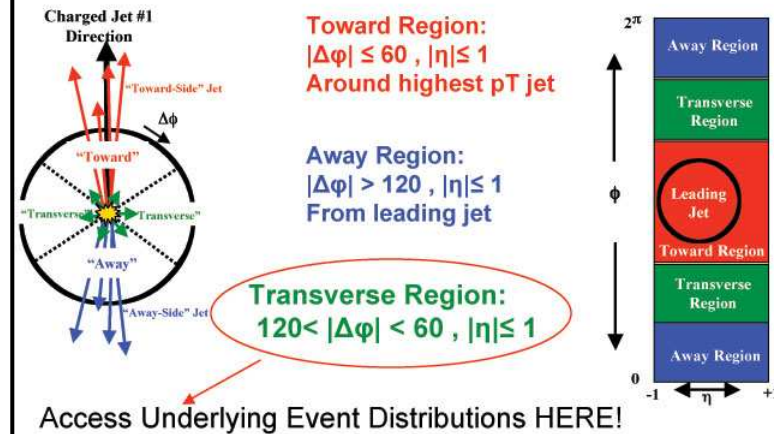 Charged Jet #1
Direction
"Toward-Side" Jet
Δφ
"Toward"
"Transverse"
"Transverse"
"Away"
"Away-Side" Jet
Toward Region:
|Δφ| ≤ 60 , |η|≤ 1
Around highest pT jet
Away Region:
|Δφ| > 120 , |η|≤ 1
From leading jet
Transverse Region:
120< |Δφ| < 60 , |η|≤ 1
Access Underlying Event Distributions HERE!
2π
Away Region
Transverse
Region
φ
Leading
Jet
Toward Region
Transverse
Region
Away Region
0
-1
η